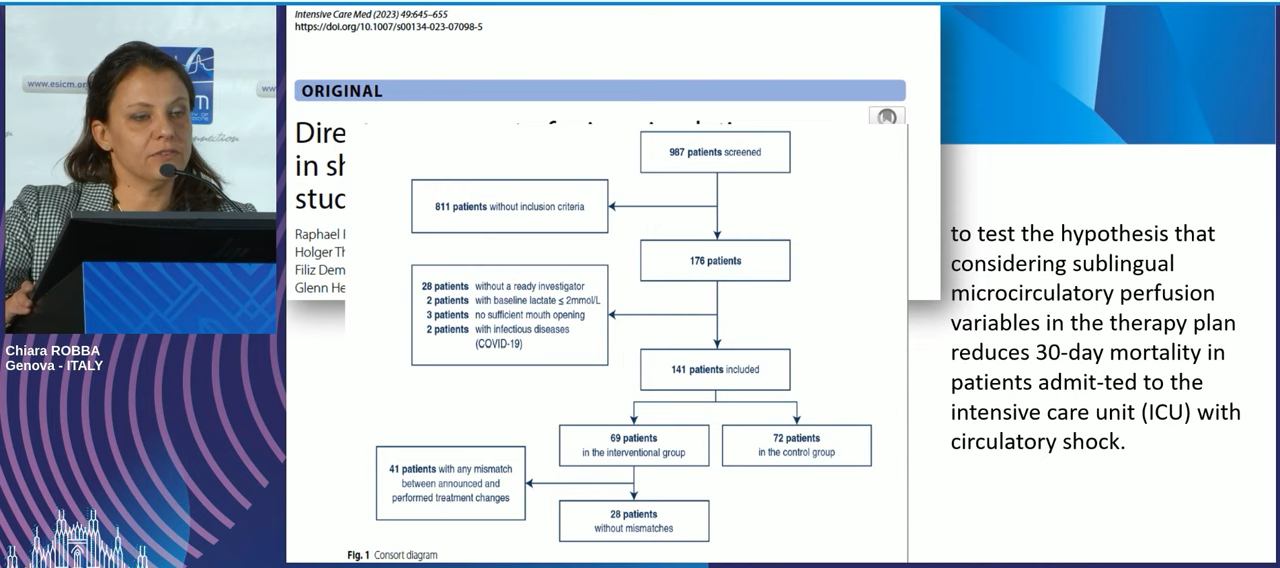 Intensive Care Med (2023) 49:645–655
https://doi.org/10.1007/s00134-023-07098-5
ORIGINAL
Dire
in sh
stuc
Raphael
Holger Th
Filiz Dem
Glenn He
987 patients screened
811 patients without inclusion criteria
176 patients
28 patients without a ready investigator
2 patients with baseline lactate ≤ 2mmol/L
3 patients no sufficient mouth opening
2 patients with infectious diseases
(COVID-19)
141 patients included
69 patients
in the interventional group
72 patients
in the control group
41 patients with any mismatch
between announced and
performed treatment changes
28 patients
without mismatches
Fig. 1 Consort diagram
to test the hypothesis that
considering sublingual
microcirculatory perfusion
variables in the therapy plan
reduces 30-day mortality in
patients admit-ted to the
intensive care unit (ICU) with
circulatory shock.
www.esicm.or
ww
Chiara ROBBA
Genova - ITALY